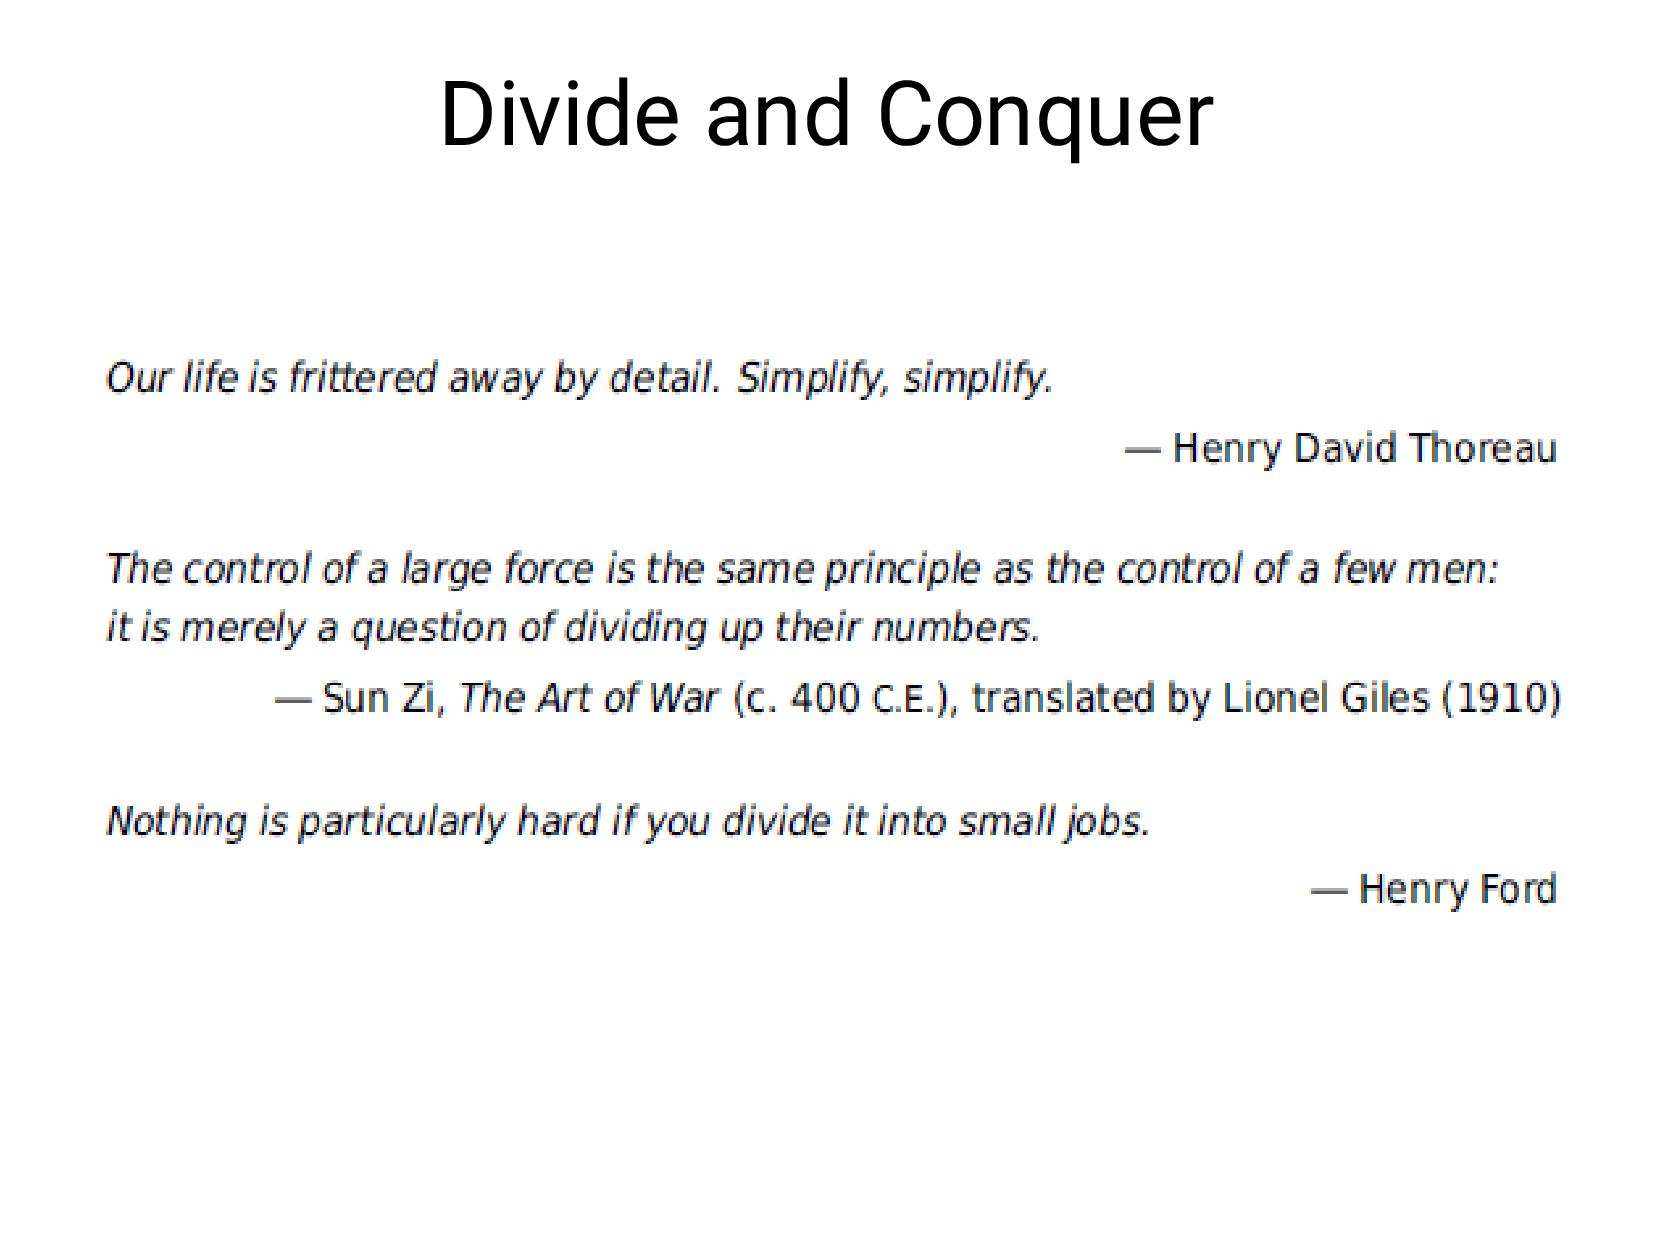 Divide and Conquer
Our life is frittered away by detail. Simplify, simplify.
— Henry David Thoreau
The control of a large force is the same principle as the control of a few men:
it is merely a question of dividing up their numbers.
— Sun Zi, The Art of War (c. 400 C.E.), translated by Lionel Giles (1910)
Nothing is particularly hard if you divide it into small jobs.
— Henry Ford